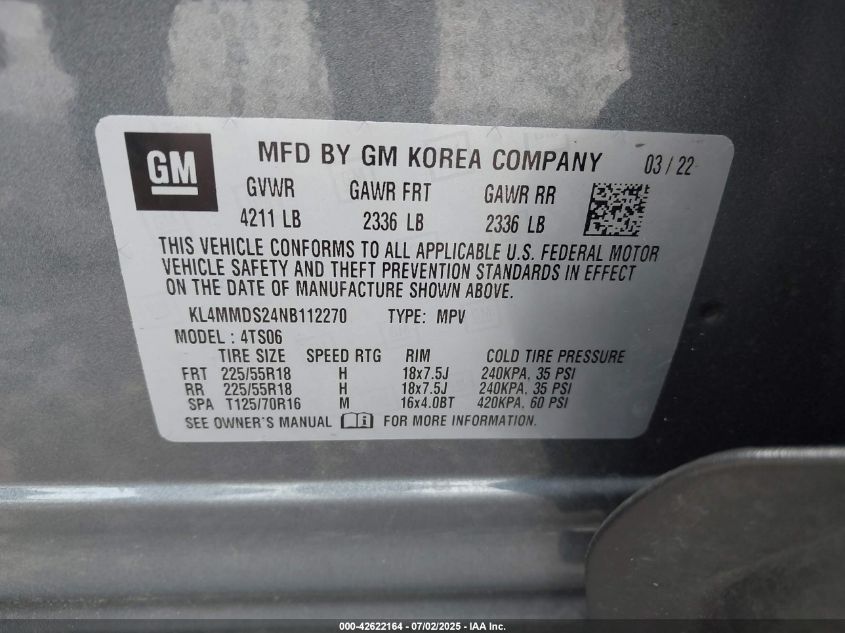 GM
MFD BY GM KOREA COMPANY 03 / 22
GVWR GAWR FRT GAWR RR
4211 LB 2336 LB 2336 LB
THIS VEHICLE CONFORMS TO ALL APPLICABLE U.S. FEDERAL MOTOR
VEHICLE SAFETY AND THEFT PREVENTION STANDARDS IN EFFECT
ON THE DATE OF MANUFACTURE SHOWN ABOVE.
KL4MMDS24NB112270 TYPE: MPV
MODEL : 4TS06
TIRE SIZE SPEED RTG RIM COLD TIRE PRESSURE
FRT 225/55R18 H 18x7.5J 240KPA, 35 PSI
RR 225/55R18 H 18x7.5J 240KPA, 35 PSI
SPA T125/70R16 M 16x4.0BT 420KPA, 60 PSI
SEE OWNER'S MANUAL FOR MORE INFORMATION.
000-42622164 - 07/02/2025 - IAA Inc.